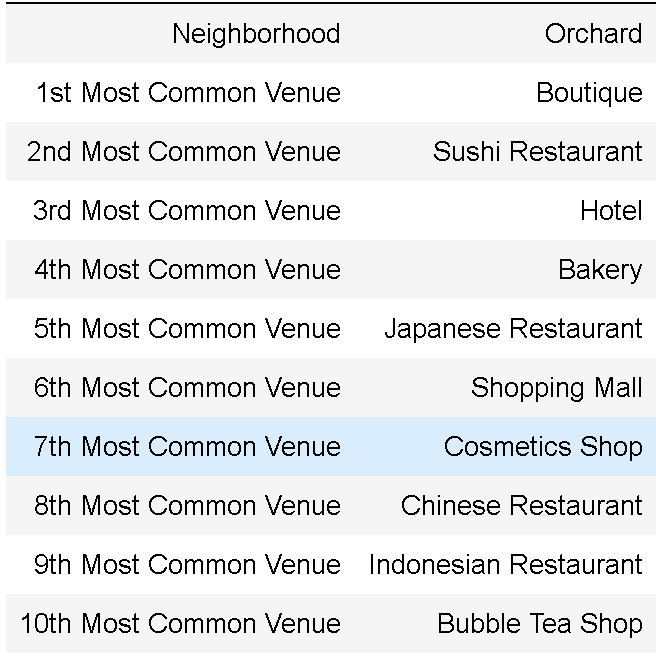 Neighborhood Orchard
1st Most Common Venue Boutique
2nd Most Common Venue Sushi Restaurant
3rd Most Common Venue Hotel
4th Most Common Venue Bakery
5th Most Common Venue Japanese Restaurant
6th Most Common Venue Shopping Mall
7th Most Common Venue Cosmetics Shop
8th Most Common Venue Chinese Restaurant
9th Most Common Venue Indonesian Restaurant
10th Most Common Venue Bubble Tea Shop